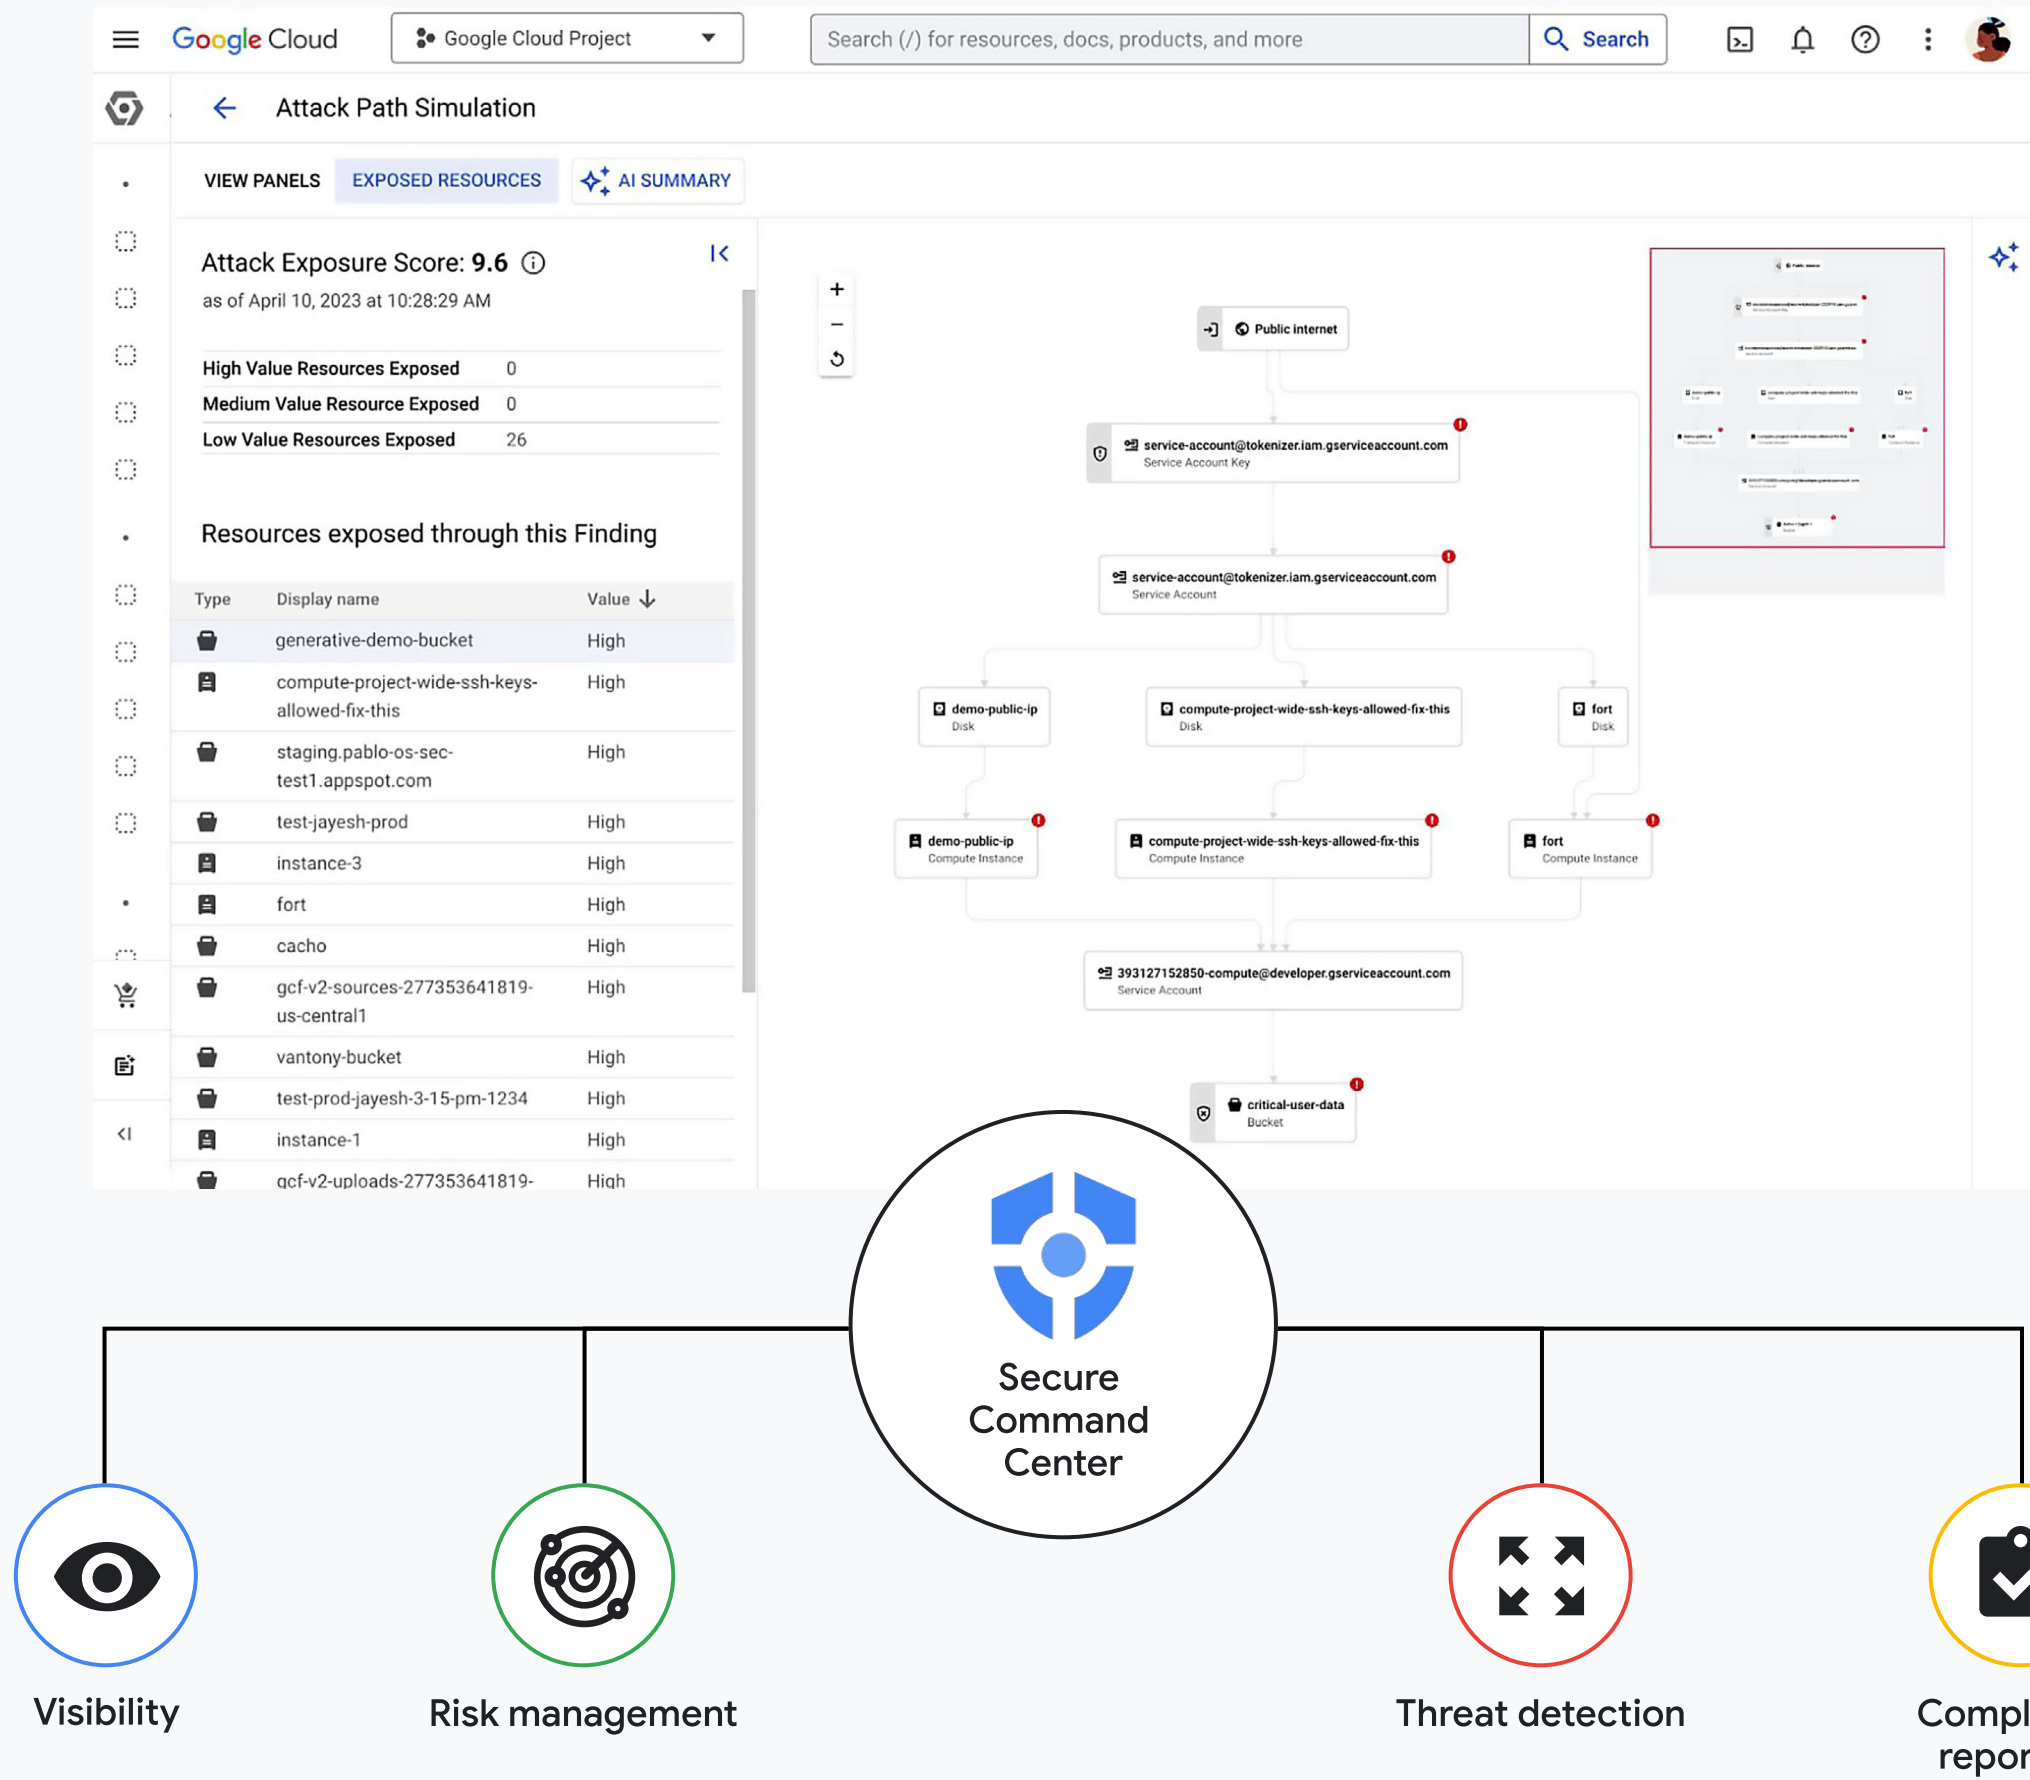 Google Cloud
Google Cloud Project
Search (/) for resources, docs, products, and more
Search
Attack Path Simulation
VIEW PANELS
EXPOSED RESOURCES
AI SUMMARY
Attack Exposure Score: 9.6
as of April 10, 2023 at 10:28:29 AM
High Value Resources Exposed 0
Medium Value Resource Exposed 0
Low Value Resources Exposed 26
Resources exposed through this Finding
Type Display name Value
generative-demo-bucket High
compute-project-wide-ssh-keys- High
allowed-fix-this
staging.pablo-os-sec- High
test1.appspot.com
test-jayesh-prod High
instance-3 High
fort High
cacho High
gcf-v2-sources-277353641819- High
us-central1
vantony-bucket High
test-prod-jayesh-3-15-pm-1234 High
instance-1 High
gcf-v2-uploads-277353641819- High
Public internet
service-account@tokenizer.iam.gserviceaccount.com
Service Account Key
service-account@tokenizer.iam.gserviceaccount.com
Service Account
demo-public-ip
Disk
compute-project-wide-ssh-keys-allowed-fix-this
Disk
fort
Disk
demo-public-ip
Compute Instance
compute-project-wide-ssh-keys-allowed-fix-this
Compute Instance
fort
Compute Instance
393127152850-compute@developer.gserviceaccount.com
Service Account
critical-user-data
Bucket
Secure
Command
Center
Visibility
Risk management
Threat detection
Compl
repor